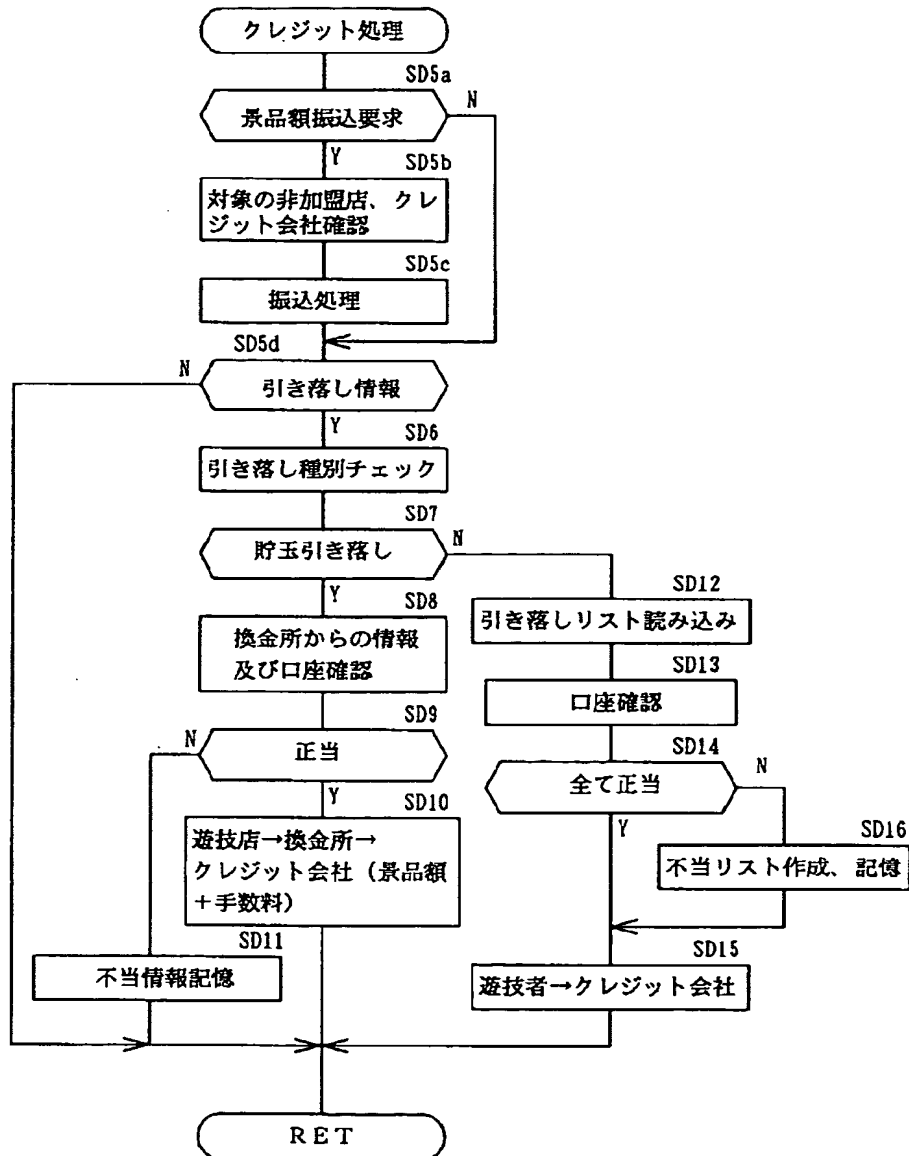 クレジット処理
SD5a
景品額振込要求
N
Y
SD5b
対象の非加盟店、クレ
ジット会社確認
SD5c
振込処理
SD5d
N
引き落し情報
Y
SD6
引き落し種別チェック
SD7
貯玉引き落し
N
Y
SD8
換金所からの情報
及び口座確認
SD9
N
正当
Y
SD10
遊技店→換金所→
クレジット会社（景品額
＋手数料）
SD11
不当情報記憶
SD12
引き落しリスト読み込み
SD13
口座確認
SD14
全て正当
N
Y
SD16
不当リスト作成、記憶
SD15
遊技者→クレジット会社
RET